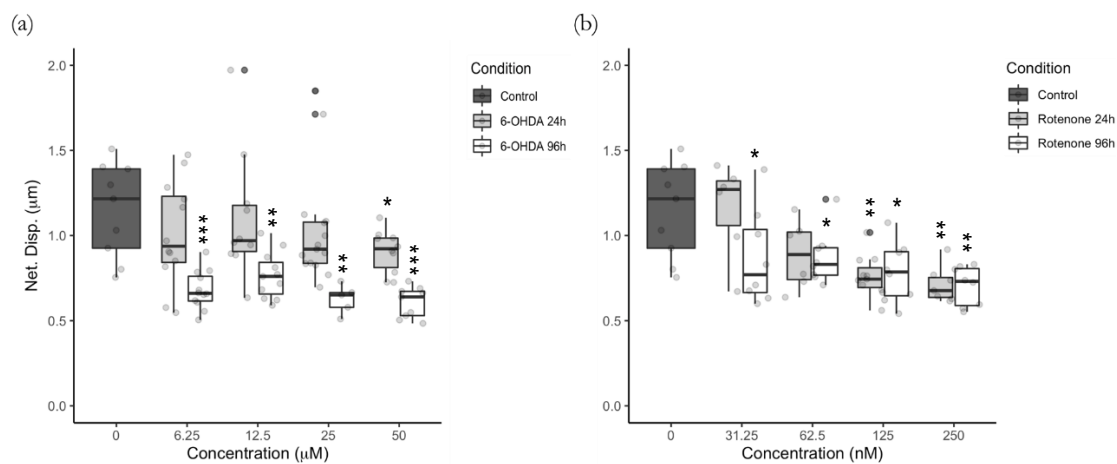 (a)
Net. Disp. (μm)
2.0
1.5
1.0
0.5
0.0
***
**
**
*
***
0 6.25 12.5 25 50
Concentration (μM)
Condition
Control
6-OHDA 24h
6-OHDA 96h
(b)
2.0
1.5
1.0
0.5
0.0
*
*
**
*
**
**
0 31.25 62.5 125 250
Concentration (nM)
Condition
Control
Rotenone 24h
Rotenone 96h